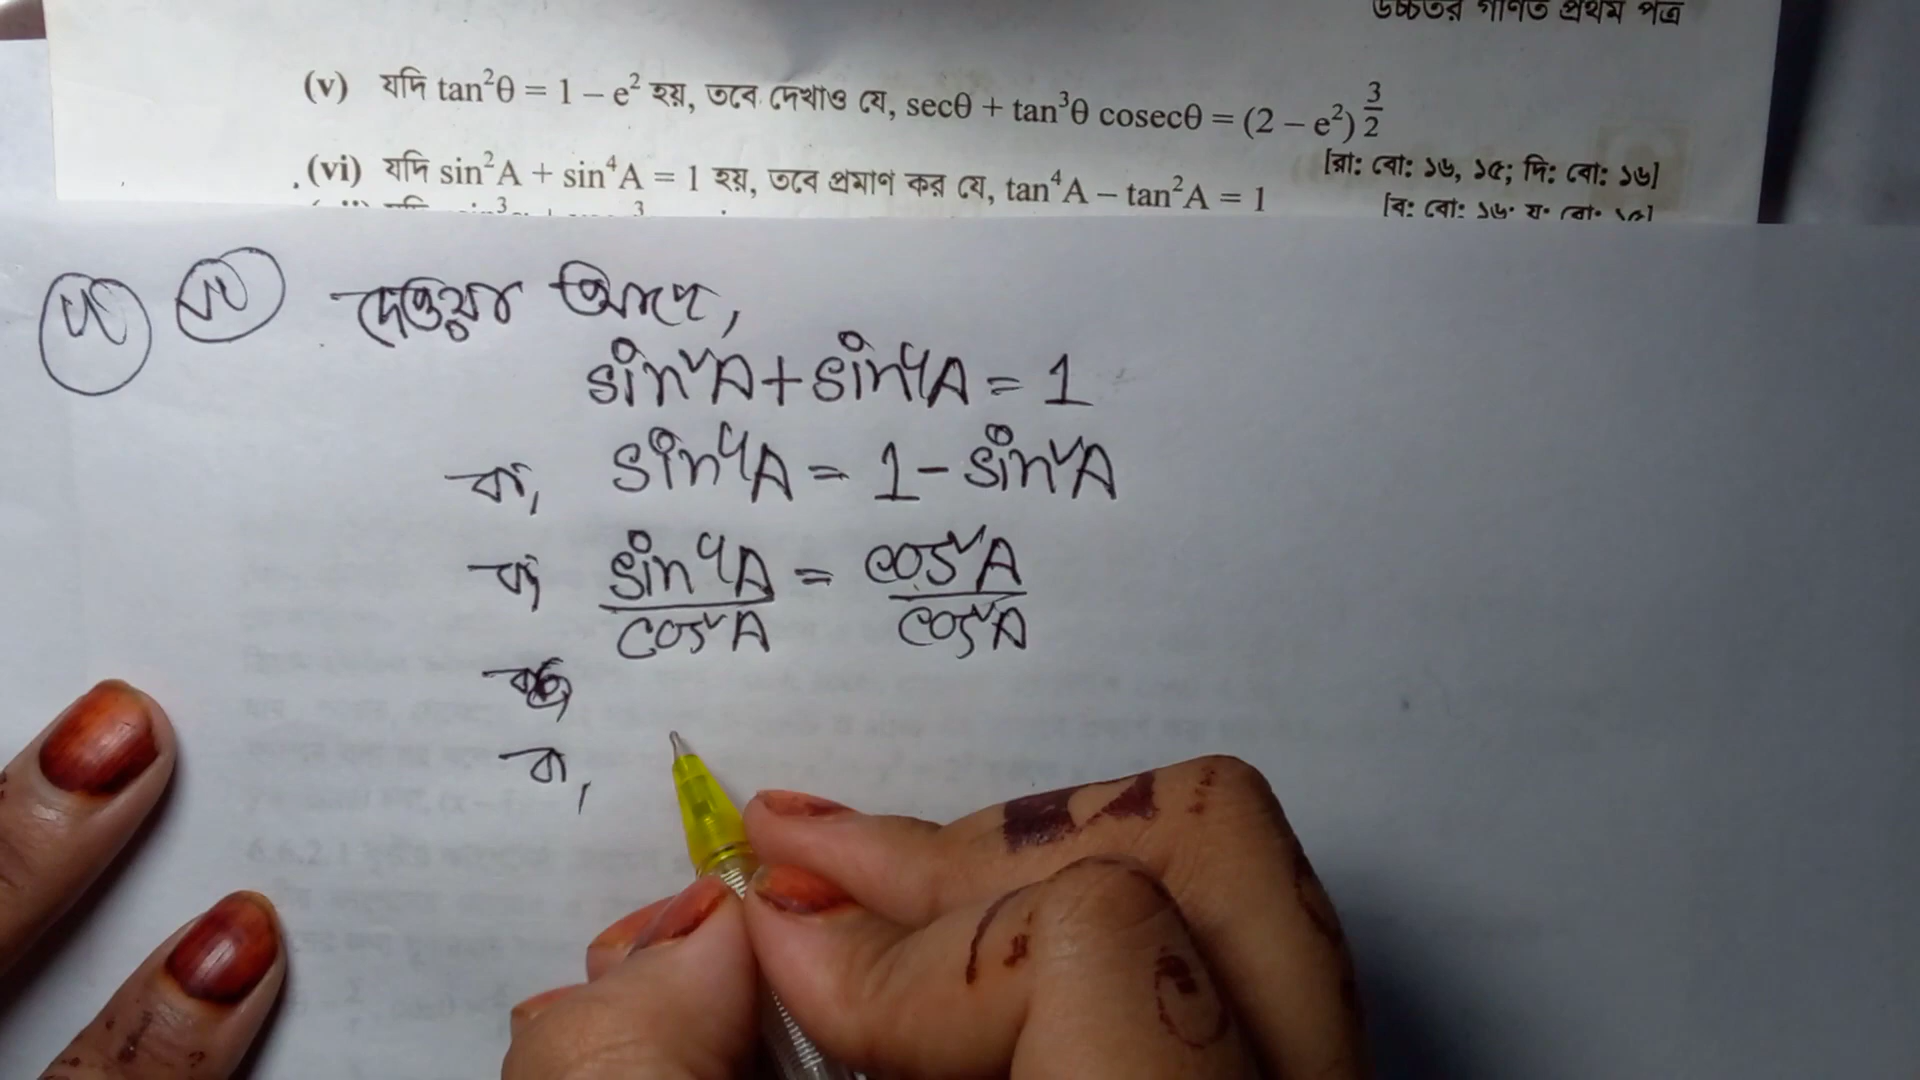 উচ্চতর গণিত প্রথম পত্র
(v) যদি tan²θ = 1 – e² হয়, তবে দেখাও যে, secθ + tan³θ cosecθ = (2 – e²)^(3/2)
[রা: বো: ১৬, ১৫; দি: বো: ১৬]
(vi) যদি sin²A + sin⁴A = 1 হয়, তবে প্রমাণ কর যে, tan⁴A – tan²A = 1
[ব: বো: ১৬
যদি
দেওয়া আছে,
sin²A + sin⁴A = 1
বা, sin⁴A = 1 - sin²A
বা, sin⁴A/cos²A = cos²A/cos²A
বা,